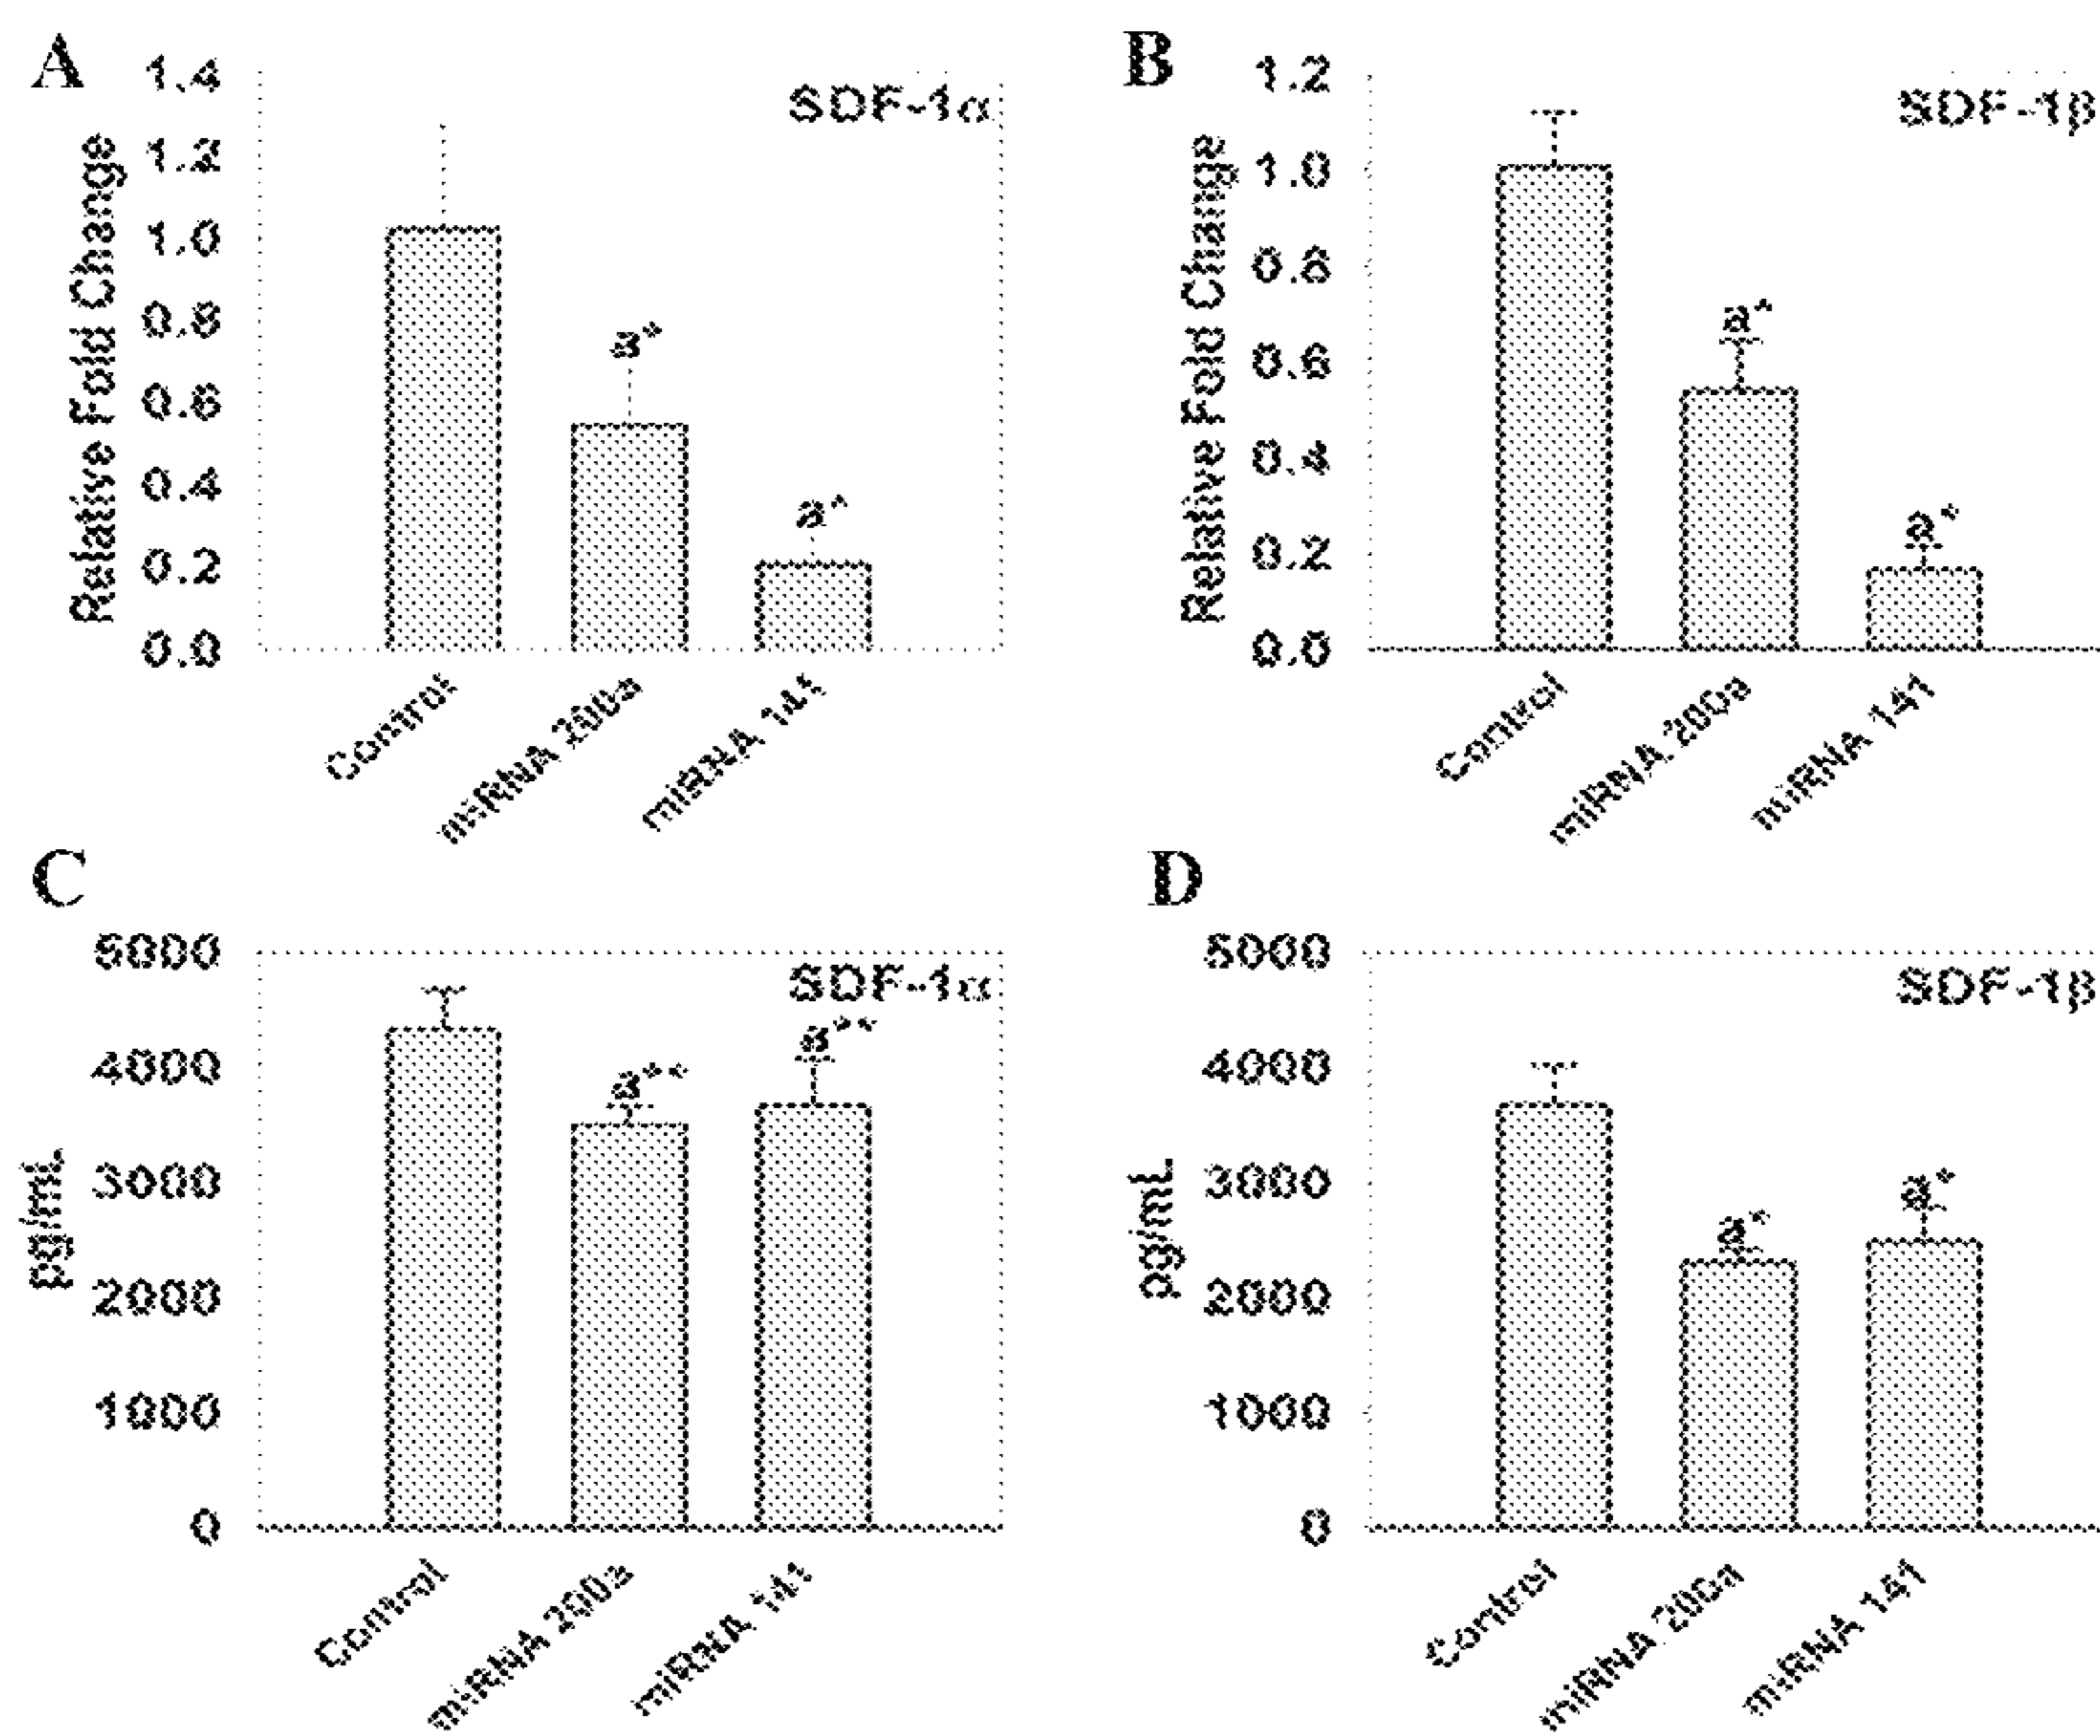 A
SDF-1α
Relative Fold Change
1.4
1.2
1.0
0.8
0.6
0.4
0.2
0.0
a*
a*
Control
miRNA 200a
miRNA 141
B
SDF-1β
Relative Fold Change
1.2
1.0
0.8
0.6
0.4
0.2
0.0
a*
a*
Control
miRNA 200a
miRNA 141
C
SDF-1α
pg/mL
5000
4000
3000
2000
1000
0
a**
a**
Control
miRNA 200a
miRNA 141
D
SDF-1β
pg/mL
5000
4000
3000
2000
1000
0
a*
a*
Control
miRNA 200a
miRNA 141